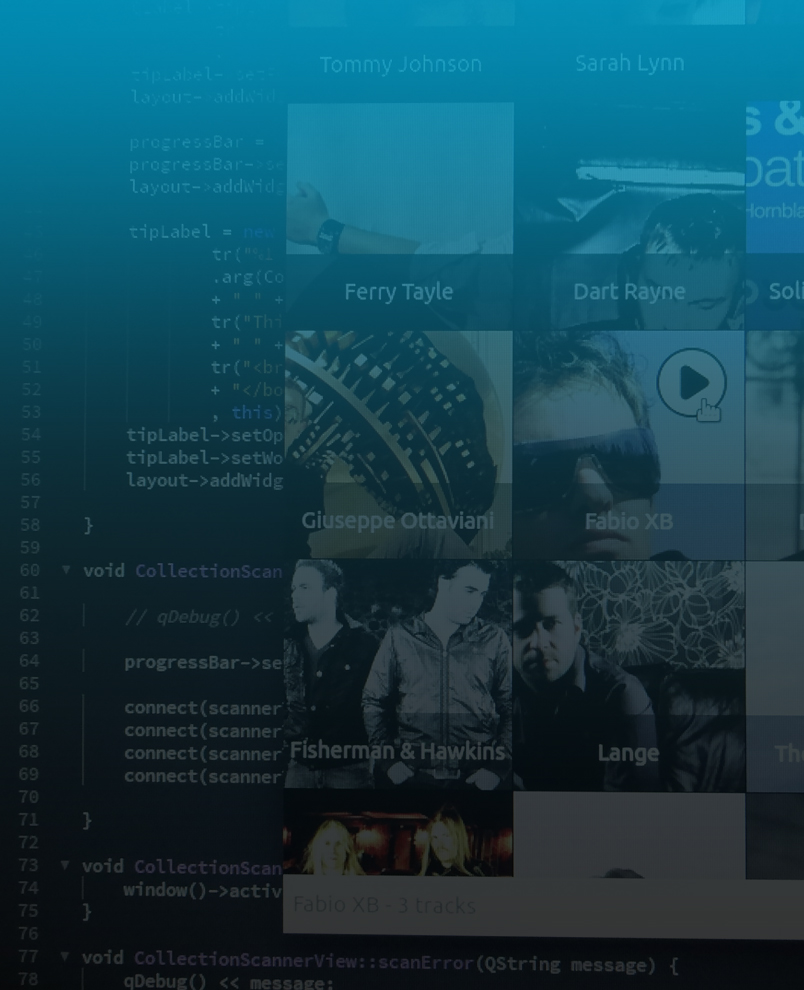 tipLabel->setF
layout->addWid
progressBar =
progressBar->se
layout->addWidg
tipLabel = new
tr("%1
.arg(Co
48 + " " +
49 tr("Thi
50 + " " +
51 tr("<br
52 + "</bo
53 , this)
54 tipLabel->setOp
55 tipLabel->setWo
56 layout->addWidg
57
58 }
59
60 void CollectionScan
61
62 // qDebug() <<
63
64 progressBar->se
65
66 connect(scanner
67 connect(scanner
68 connect(scanner
69 connect(scanner
70
71 }
72
73 void CollectionScan
74 window()->activ
75 }
76
77 void CollectionScannerView::scanError(QString message) {
78 qDebug() << message;
Tommy Johnson
Sarah Lynn
s &
pat
Hornbla
Ferry Tayle
Dart Rayne
Soli
Giuseppe Ottaviani
Fabio XB
Fisherman & Hawkins
Lange
The
Fabio XB - 3 tracks